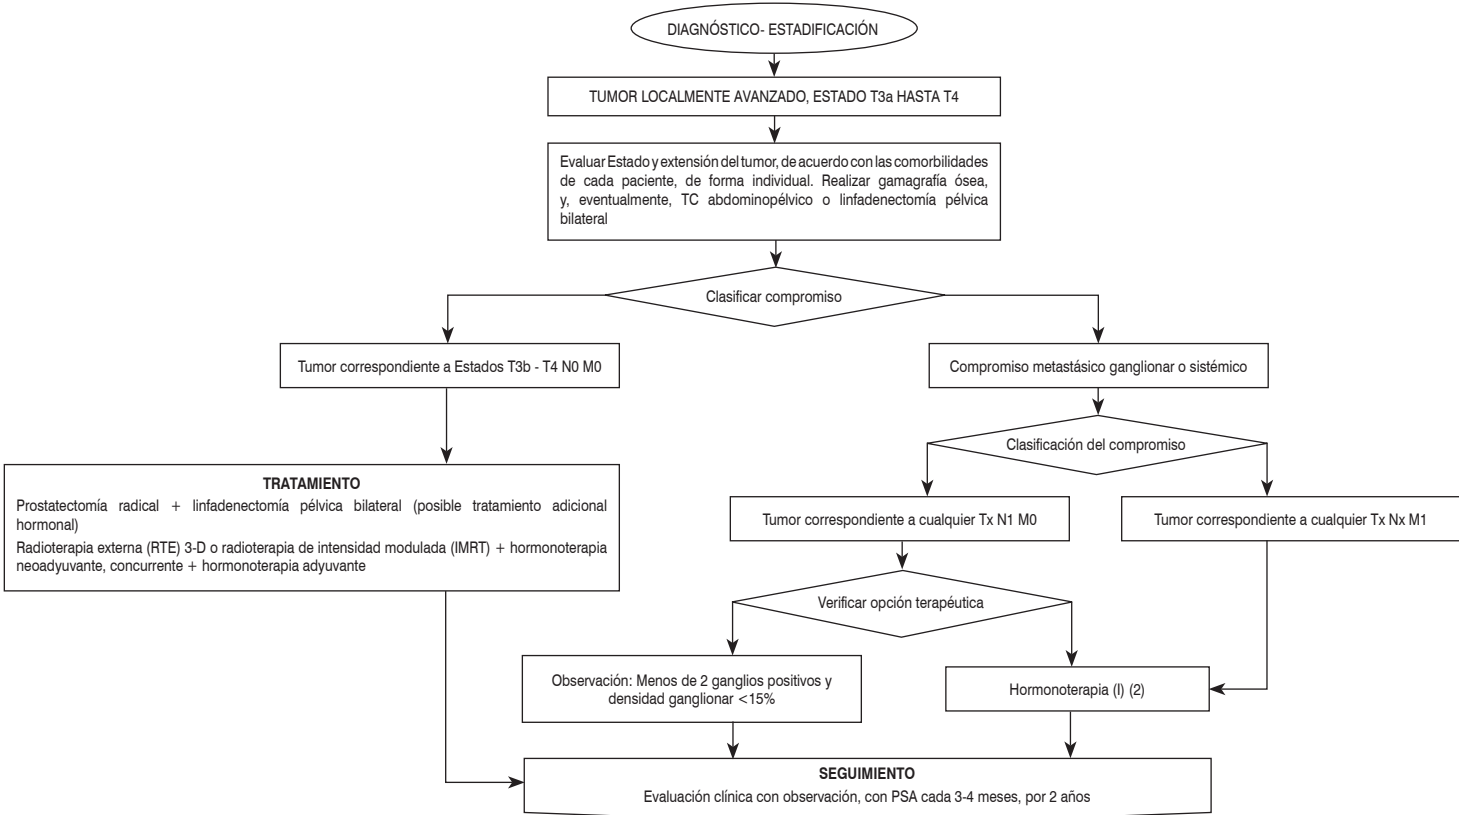 DIAGNÓSTICO- ESTADIFICACIÓN
TUMOR LOCALMENTE AVANZADO, ESTADO T3a HASTA T4
Evaluar Estado y extensión del tumor, de acuerdo con las comorbilidades
de cada paciente, de forma individual. Realizar gamagrafía ósea,
y, eventualmente, TC abdominopélvico o linfadenectomía pélvica
bilateral
Clasificar compromiso
Tumor correspondiente a Estados T3b - T4 N0 M0
Compromiso metastásico ganglionar o sistémico
Clasificación del compromiso
TRATAMIENTO
Prostatectomía radical + linfadenectomía pélvica bilateral (posible tratamiento adicional
hormonal)
Radioterapia externa (RTE) 3-D o radioterapia de intensidad modulada (IMRT) + hormonoterapia
neoadyuvante, concurrente + hormonoterapia adyuvante
Tumor correspondiente a cualquier Tx N1 M0
Tumor correspondiente a cualquier Tx Nx M1
Verificar opción terapéutica
Observación: Menos de 2 ganglios positivos y
densidad ganglionar <15%
Hormonoterapia (I) (2)
SEGUIMIENTO
Evaluación clínica con observación, con PSA cada 3-4 meses, por 2 años